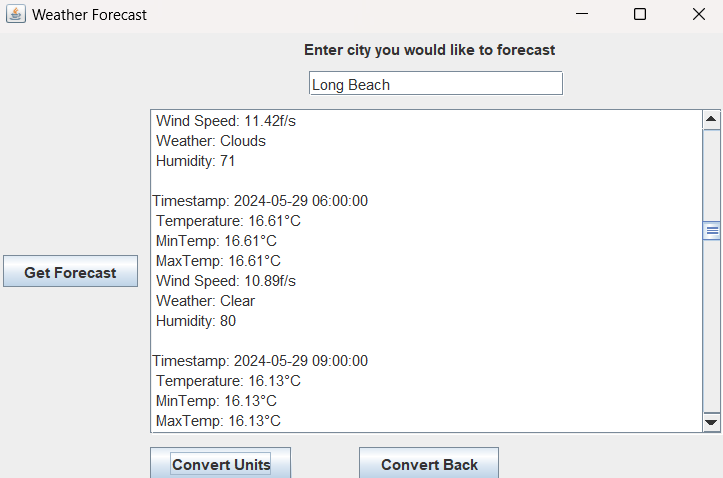 Weather Forecast
Enter city you would like to forecast
Long Beach
Wind Speed: 11.42f/s
Weather: Clouds
Humidity: 71
Timestamp: 2024-05-29 06:00:00
Temperature: 16.61°C
MinTemp: 16.61°C
MaxTemp: 16.61°C
Wind Speed: 10.89f/s
Weather: Clear
Humidity: 80
Timestamp: 2024-05-29 09:00:00
Temperature: 16.13°C
MinTemp: 16.13°C
MaxTemp: 16.13°C
Get Forecast
Convert Units
Convert Back